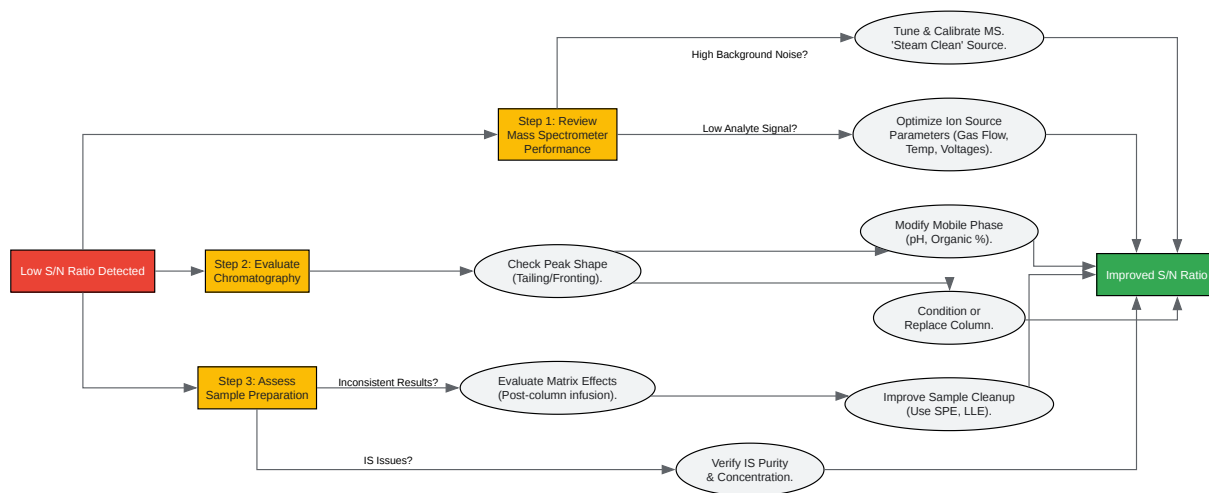 Tune & Calibrate MS.
'Steam Clean' Source.
High Background Noise?
Step 1: Review
Mass Spectrometer
Performance
Low Analyte Signal?
Optimize Ion Source
Parameters (Gas Flow,
Temp, Voltages).
Modify Mobile Phase
(pH, Organic %).
Low S/N Ratio Detected
Step 2: Evaluate
Chromatography
Check Peak Shape
(Tailing/Fronting).
Improved S/N Ratio
Condition or
Replace Column.
Step 3: Assess
Sample Preparation
Inconsistent Results?
Evaluate Matrix Effects
(Post-column infusion).
Improve Sample Cleanup
(Use SPE, LLE).
IS Issues?
Verify IS Purity
& Concentration.